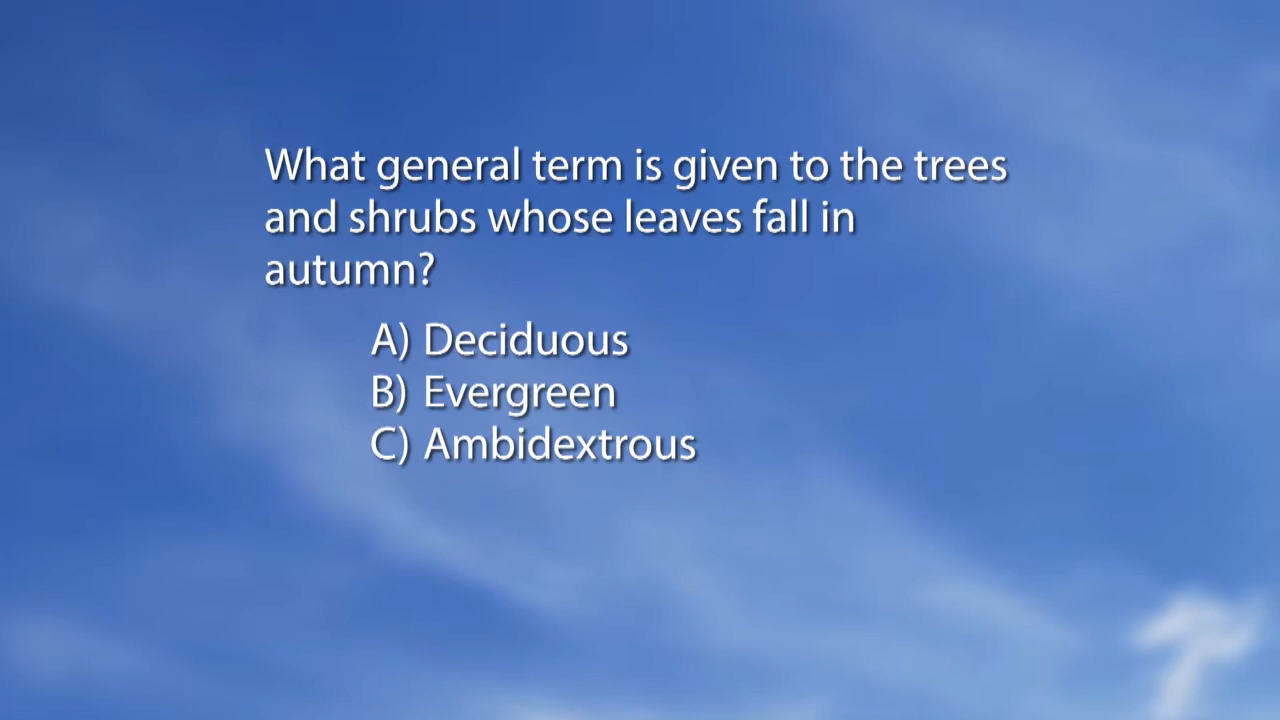 What general term is given to the trees
and shrubs whose leaves fall in
autumn?
A) Deciduous
B) Evergreen
C) Ambidextrous